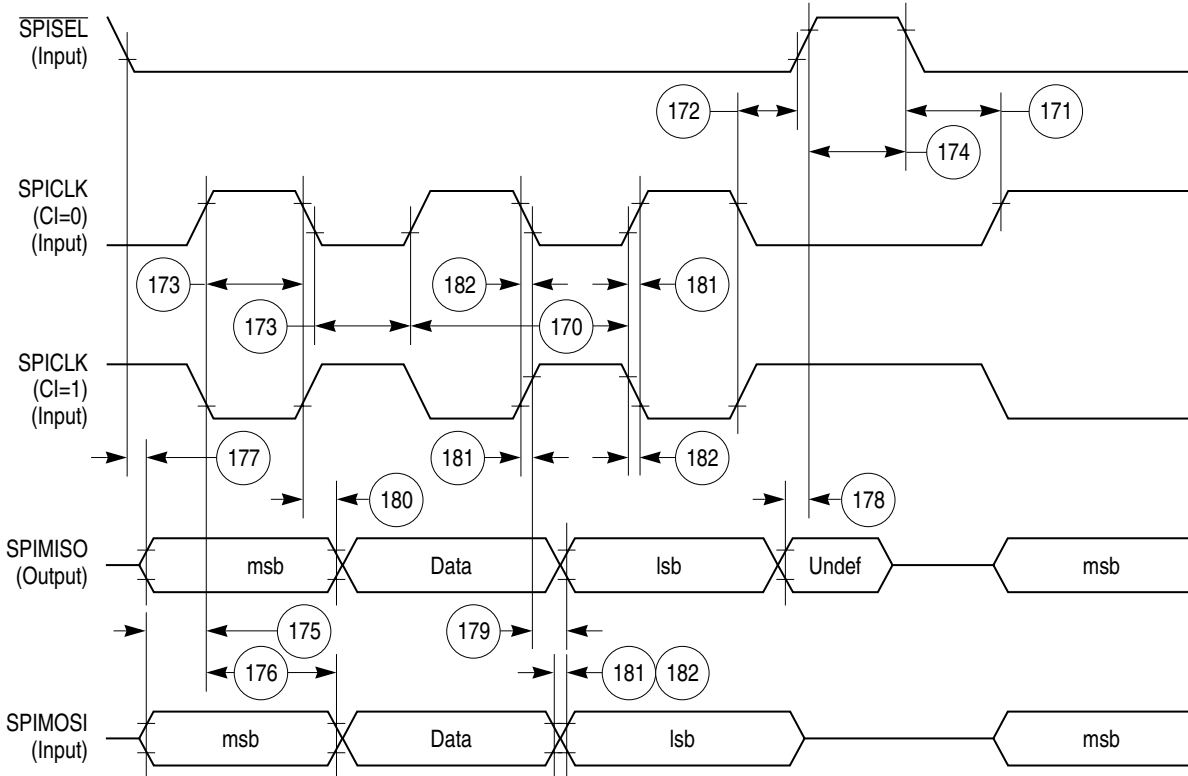 SPISEL
(Input)
172
171
174
SPICLK
(CI=0)
(Input)
173
182
181
173
170
SPICLK
(CI=1)
(Input)
177
181
182
180
178
SPIMISO
(Output)
msb
Data
lsb
Undef
msb
175
179
176
181
182
SPIMOSI
(Input)
msb
Data
lsb
msb